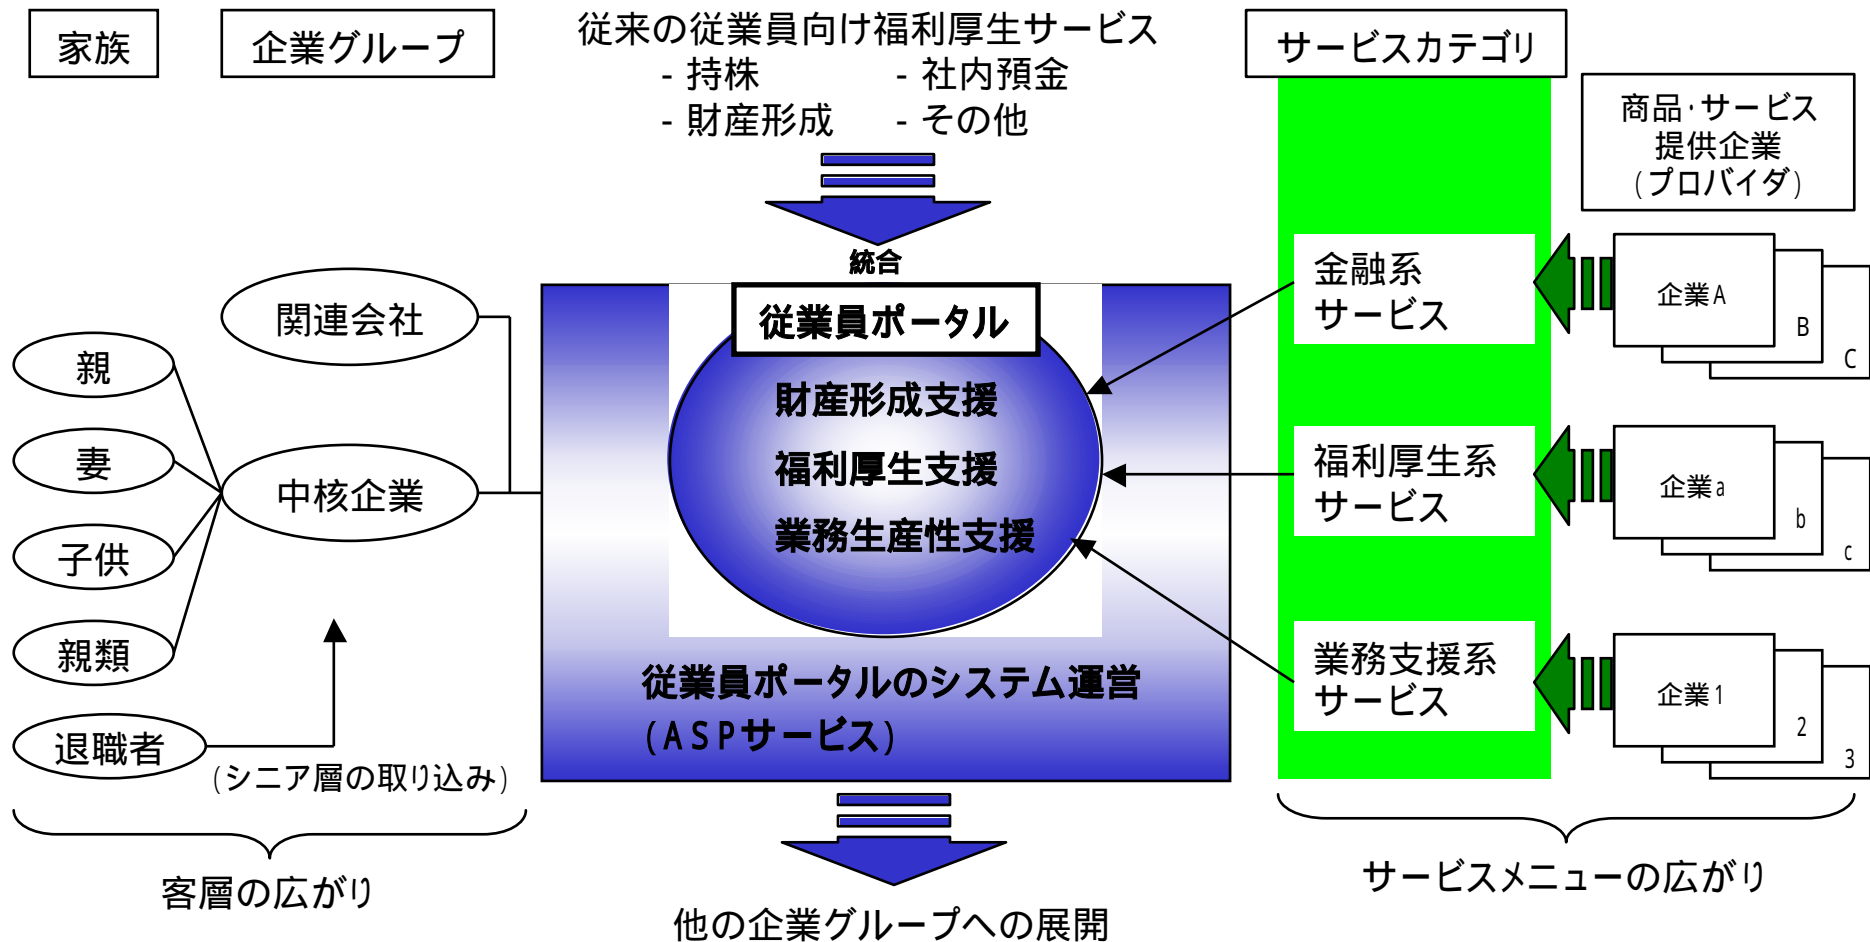 家族
企業グループ
従来の従業員向け福利厚生サービス
- 持株 - 社内預金
- 財産形成 - その他
サービスカテゴリ
商品・サービス
提供企業
(プロバイダ)
統合
従業員ポータル
財産形成支援
福利厚生支援
業務生産性支援
従業員ポータルのシステム運営
(ASPサービス)
関連会社
中核企業
親
妻
子供
親類
退職者
(シニア層の取り込み)
客層の広がり
金融系
サービス
企業A
B
C
福利厚生系
サービス
企業a
b
c
業務支援系
サービス
企業1
2
3
サービスメニューの広がり
他の企業グループへの展開